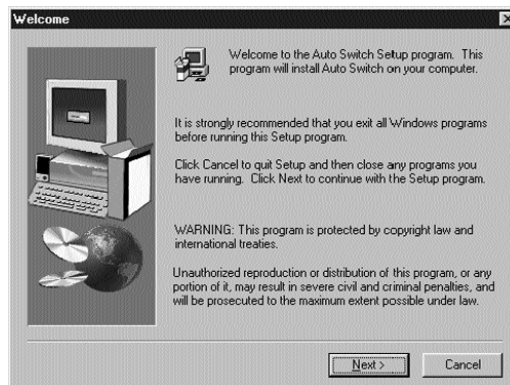 Welcome
Welcome to the Auto Switch Setup program. This
program will install Auto Switch on your computer.
It is strongly recommended that you exit all Windows programs
before running this Setup program.
Click Cancel to quit Setup and then close any programs you
have running. Click Next to continue with the Setup program.
WARNING: This program is protected by copyright law and
international treaties.
Unauthorized reproduction or distribution of this program, or any
portion of it, may result in severe civil and criminal penalties, and
will be prosecuted to the maximum extent possible under law.
Next > Cancel